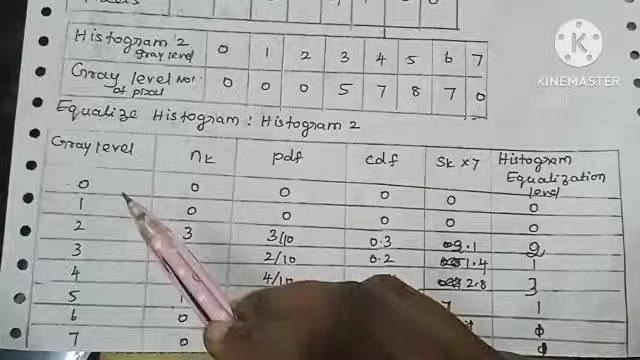 Pixels
Histogram 2 gray level 0 1 2 3 4 5 6 7
Gray level No: of pixel 0 0 0 5 7 8 7 0
K
KINEMASTER
Equalize Histogram : Histogram 2
Gray level nk pdf cdf Sk x 7 Histogram Equalization level
0 0 0 0 0 0
1 0 0 0 0 0
2 3 3/10 0.3 2.1 2
3 2/10 0.2 1.4 1
4 4/10 2.8 3
5 1 1
6 0
7 0